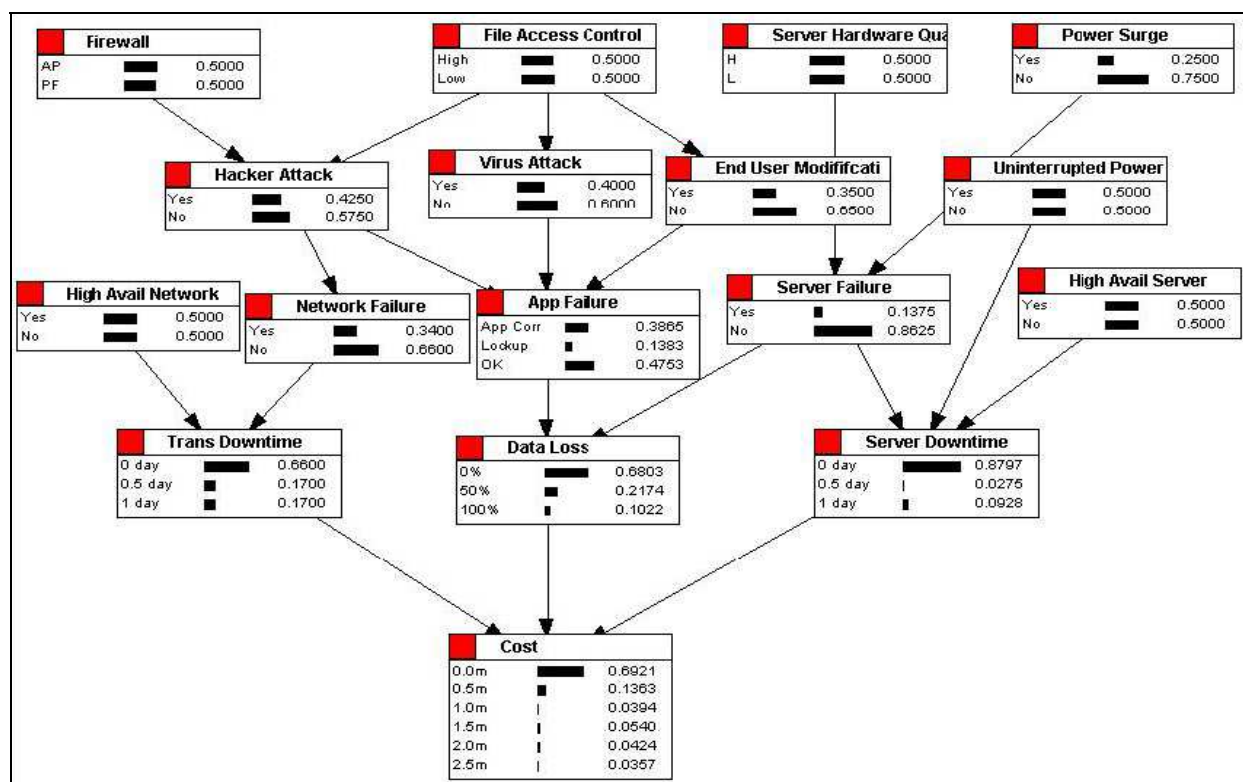 Firewall
AP 0.5000
PF 0.5000
File Access Control
High 0.5000
Low 0.5000
Server Hardware Qua
H 0.5000
L 0.5000
Power Surge
Yes 0.2500
No 0.7500
Hacker Attack
Yes 0.4250
No 0.5750
Virus Attack
Yes 0.4000
No 0.6000
End User Modififcati
Yes 0.3500
No 0.6500
Uninterrupted Power
Yes 0.5000
No 0.5000
High Avail Network
Yes 0.5000
No 0.5000
Network Failure
Yes 0.3400
No 0.6600
App Failure
App Corr 0.3865
Lockup 0.1383
OK 0.4753
Server Failure
Yes 0.1375
No 0.8625
High Avail Server
Yes 0.5000
No 0.5000
Trans Downtime
0 day 0.6600
0.5 day 0.1700
1 day 0.1700
Data Loss
0% 0.6803
50% 0.2174
100% 0.1022
Server Downtime
0 day 0.8797
0.5 day 0.0275
1 day 0.0928
Cost
0.0m 0.6921
0.5m 0.1363
1.0m 0.0394
1.5m 0.0540
2.0m 0.0424
2.5m 0.0357